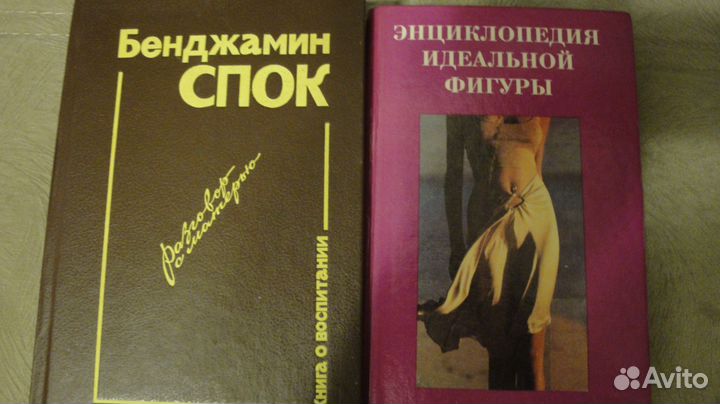 Бенджамин
СПОК
Разговор
с матерью
книга о воспитании
ЭНЦИКЛОПЕДИЯ
ИДЕАЛЬНОЙ
ФИГУРЫ
Avito